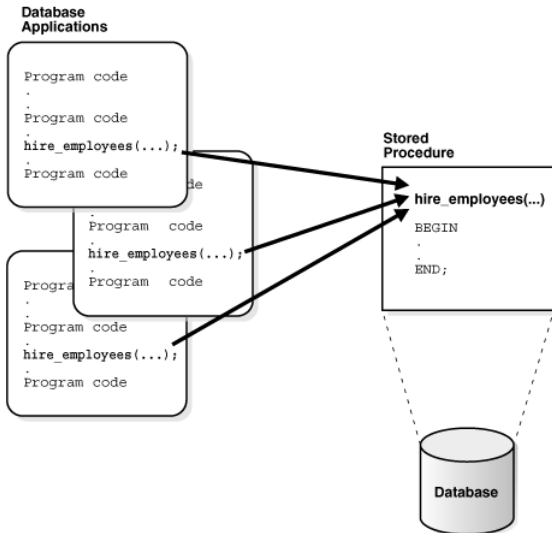 Database
Applications
Program code
.
.
Program code
.
hire_employees(...);
.
Program code
de
.
Program code
.
hire_employees(...);
.
Program code
Progra
.
.
Program code
.
hire_employees(...);
.
Program code
Stored
Procedure
hire_employees(...)
BEGIN
.
.
END;
Database